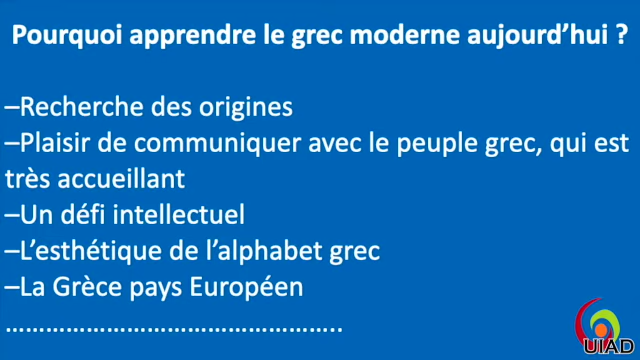 Pourquoi apprendre le grec moderne aujourd’hui ?
–Recherche des origines
–Plaisir de communiquer avec le peuple grec, qui est
très accueillant
–Un défi intellectuel
–L’esthétique de l’alphabet grec
–La Grèce pays Européen
…………………………………………..
UIAD